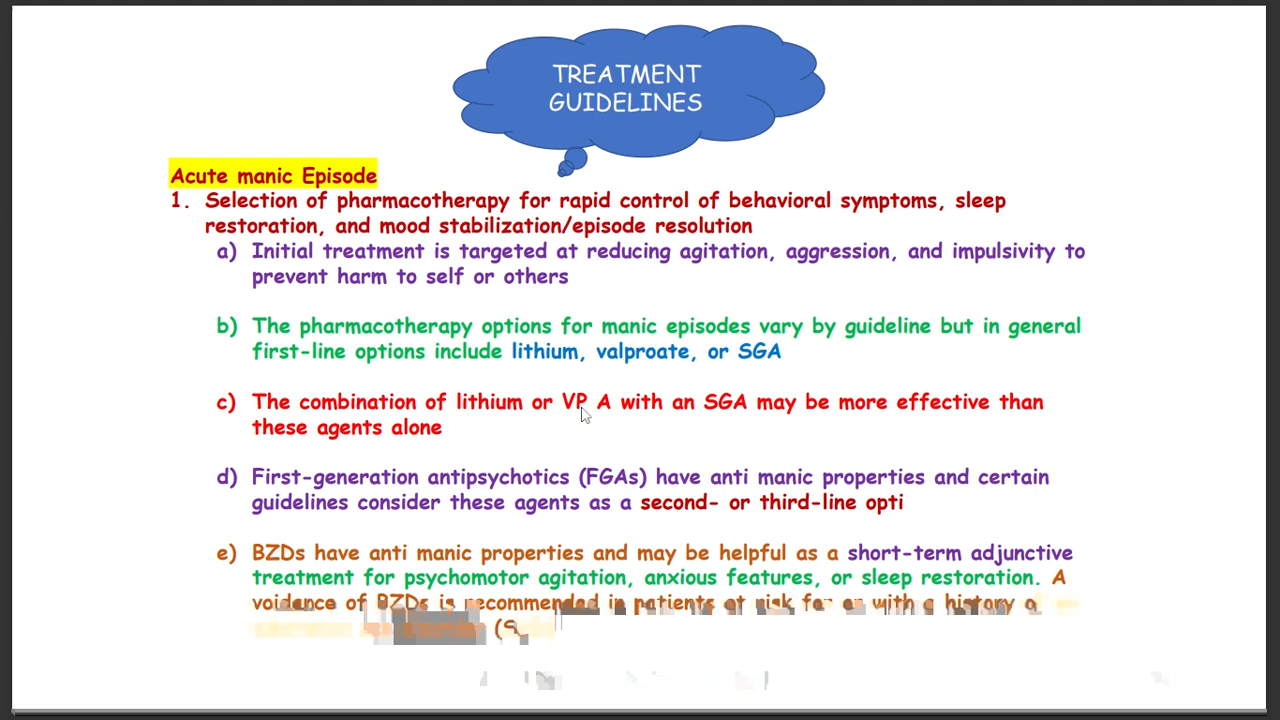 TREATMENT
GUIDELINES
Acute manic Episode
1. Selection of pharmacotherapy for rapid control of behavioral symptoms, sleep
restoration, and mood stabilization/episode resolution
a) Initial treatment is targeted at reducing agitation, aggression, and impulsivity to
prevent harm to self or others
b) The pharmacotherapy options for manic episodes vary by guideline but in general
first-line options include lithium, valproate, or SGA
c) The combination of lithium or VP A with an SGA may be more effective than
these agents alone
d) First-generation antipsychotics (FGAs) have anti manic properties and certain
guidelines consider these agents as a second- or third-line opti
e) BZDs have anti manic properties and may be helpful as a short-term adjunctive
treatment for psychomotor agitation, anxious features, or sleep restoration. A
voidence of BZDs is recommended in patients at risk for or with a history